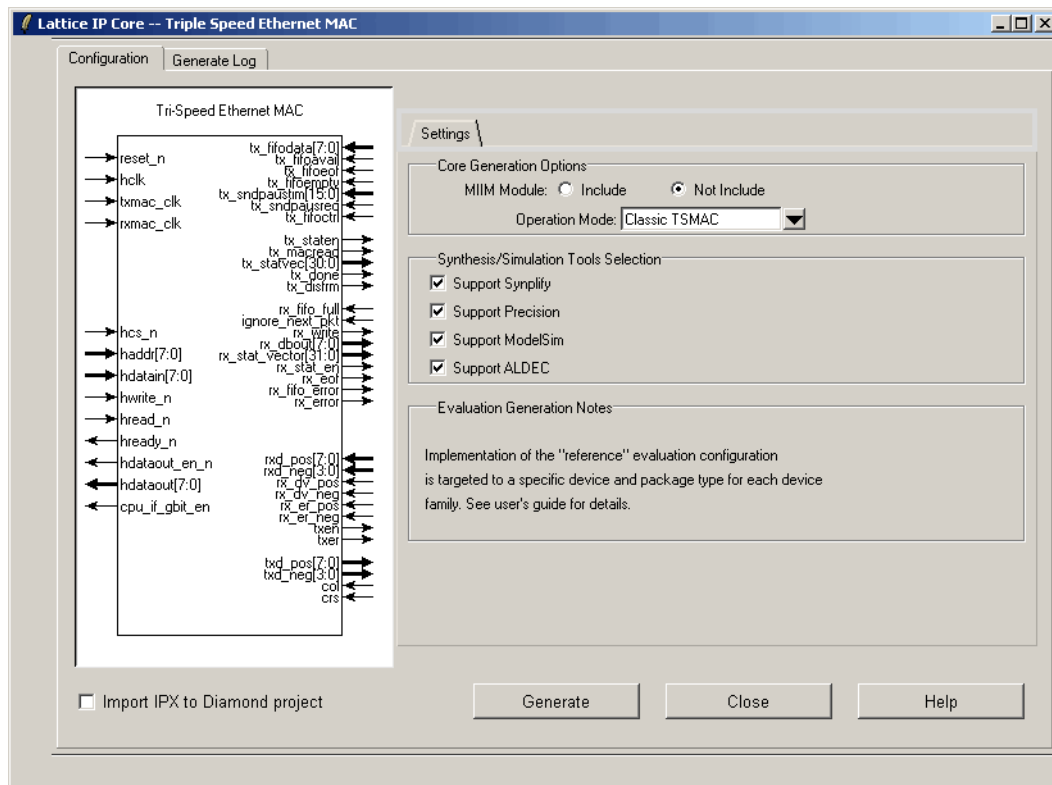 Lattice IP Core -- Triple Speed Ethernet MAC
Configuration
Generate Log
Tri-Speed Ethernet MAC
reset_n
hclk
txmac_clk
rxmac_clk
hcs_n
haddr[7:0]
hdatain[7:0]
hwrite_n
hread_n
hready_n
hdataout_en_n
hdataout[7:0]
cpu_if_gbit_en
tx_fifodata[7:0]
tx_fifoavail
tx_fifoeof
tx_fifoempty
tx_sndpaustim[15:0]
tx_sndpausreq
tx_fifoctrl
tx_staten
tx_macread
tx_statvec[30:0]
tx_done
tx_disfrm
rx_fifo_full
ignore_next_pkt
rx_write
rx_dbout[7:0]
rx_stat_vector[31:0]
rx_stat_en
rx_eof
rx_fifo_error
rx_error
rxd_pos[7:0]
rxd_neg[3:0]
rx_dv_pos
rx_dv_neg
rx_er_pos
rx_er_neg
txen
txer
txd_pos[7:0]
txd_neg[3:0]
col
crs
Settings
Core Generation Options
MIIM Module: Include Not Include
Operation Mode: Classic TSMAC
Synthesis/Simulation Tools Selection
Support Synplify
Support Precision
Support ModelSim
Support ALDEC
Evaluation Generation Notes
Implementation of the "reference" evaluation configuration
is targeted to a specific device and package type for each device
family. See user's guide for details.
Import IPX to Diamond project
Generate
Close
Help